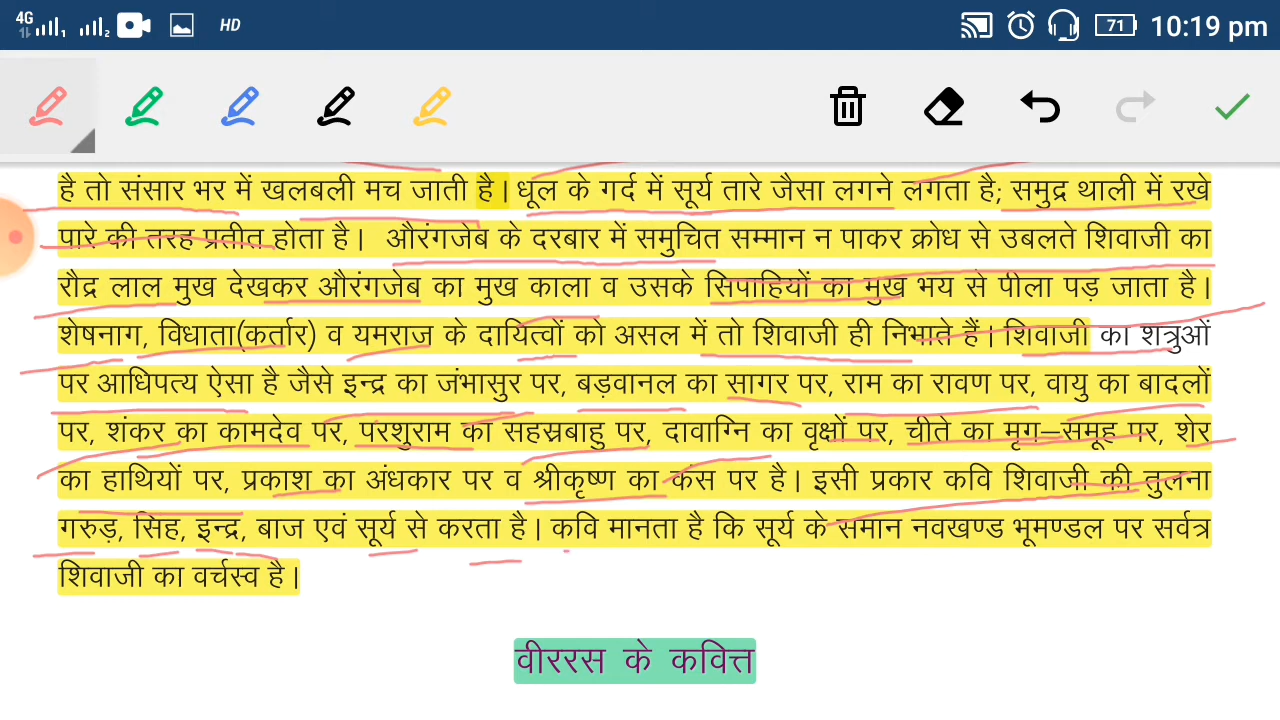 4G 1 2 HD 71 10:19 pm
है तो संसार भर में खलबली मच जाती है। धूल के गर्द में सूर्य तारे जैसा लगने लगता है; समुद्र थाली में रखे
पारे की तरह प्रतीत होता है। औरंगजेब के दरबार में समुचित सम्मान न पाकर क्रोध से उबलते शिवाजी का
रौद्र लाल मुख देखकर औरंगजेब का मुख काला व उसके सिपाहियों का मुख भय से पीला पड़ जाता है।
शेषनाग, विधाता(कर्तार) व यमराज के दायित्वों को असल में तो शिवाजी ही निभाते हैं। शिवाजी का शत्रुओं
पर आधिपत्य ऐसा है जैसे इन्द्र का जंभासुर पर, बड़वानल का सागर पर, राम का रावण पर, वायु का बादलों
पर, शंकर का कामदेव पर, परशुराम का सहस्रबाहु पर, दावाग्नि का वृक्षों पर, चीते का मृग–समूह पर, शेर
का हाथियों पर, प्रकाश का अंधकार पर व श्रीकृष्ण का कंस पर है। इसी प्रकार कवि शिवाजी की तुलना
गरुड़, सिंह, इन्द्र, बाज एवं सूर्य से करता है। कवि मानता है कि सूर्य के समान नवखण्ड भूमण्डल पर सर्वत्र
शिवाजी का वर्चस्व है।
वीररस के कवित्त